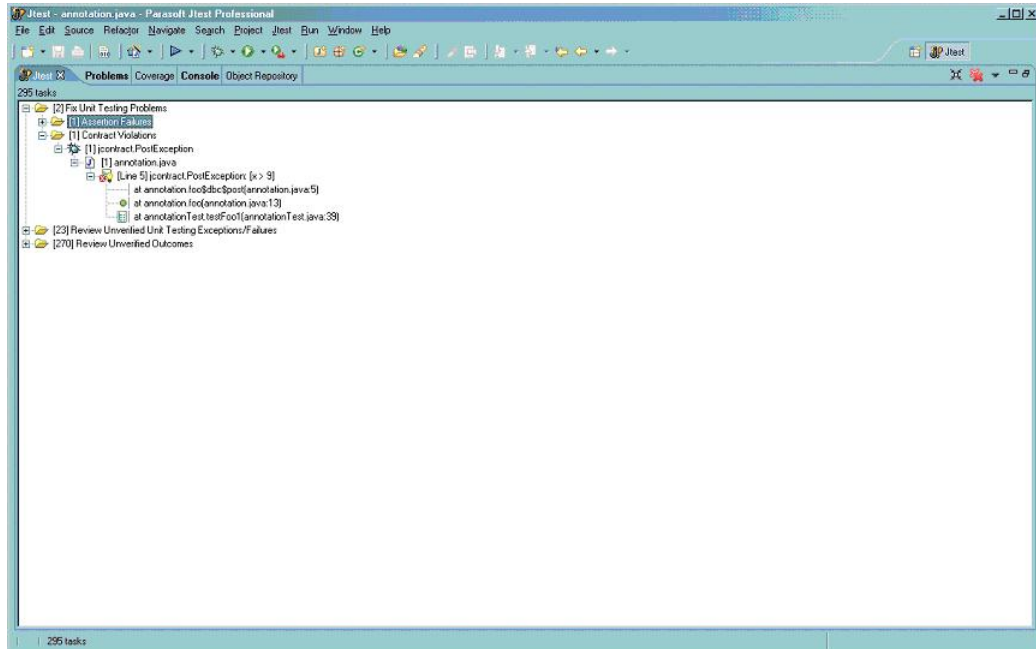 Jtest - annotation.java - Parasoft Jtest Professional
File Edit Source Refactor Navigate Search Project Jtest Run Window Help
Jtest
Jtest Problems Coverage Console Object Repository
295 tasks
[2] Fix Unit Testing Problems
[1] Assertion Failures
[1] Contract Violations
[1] jcontract.PostException
[1] annotation.java
[Line 5] jcontract.PostException: (x > 9)
at annotation.foo$dbc$post(annotation.java:5)
at annotation.foo(annotation.java:13)
at annotationTest.testFoo1(annotationTest.java:39)
[23] Review Unverified Unit Testing Exceptions/Failures
[270] Review Unverified Outcomes
295 tasks